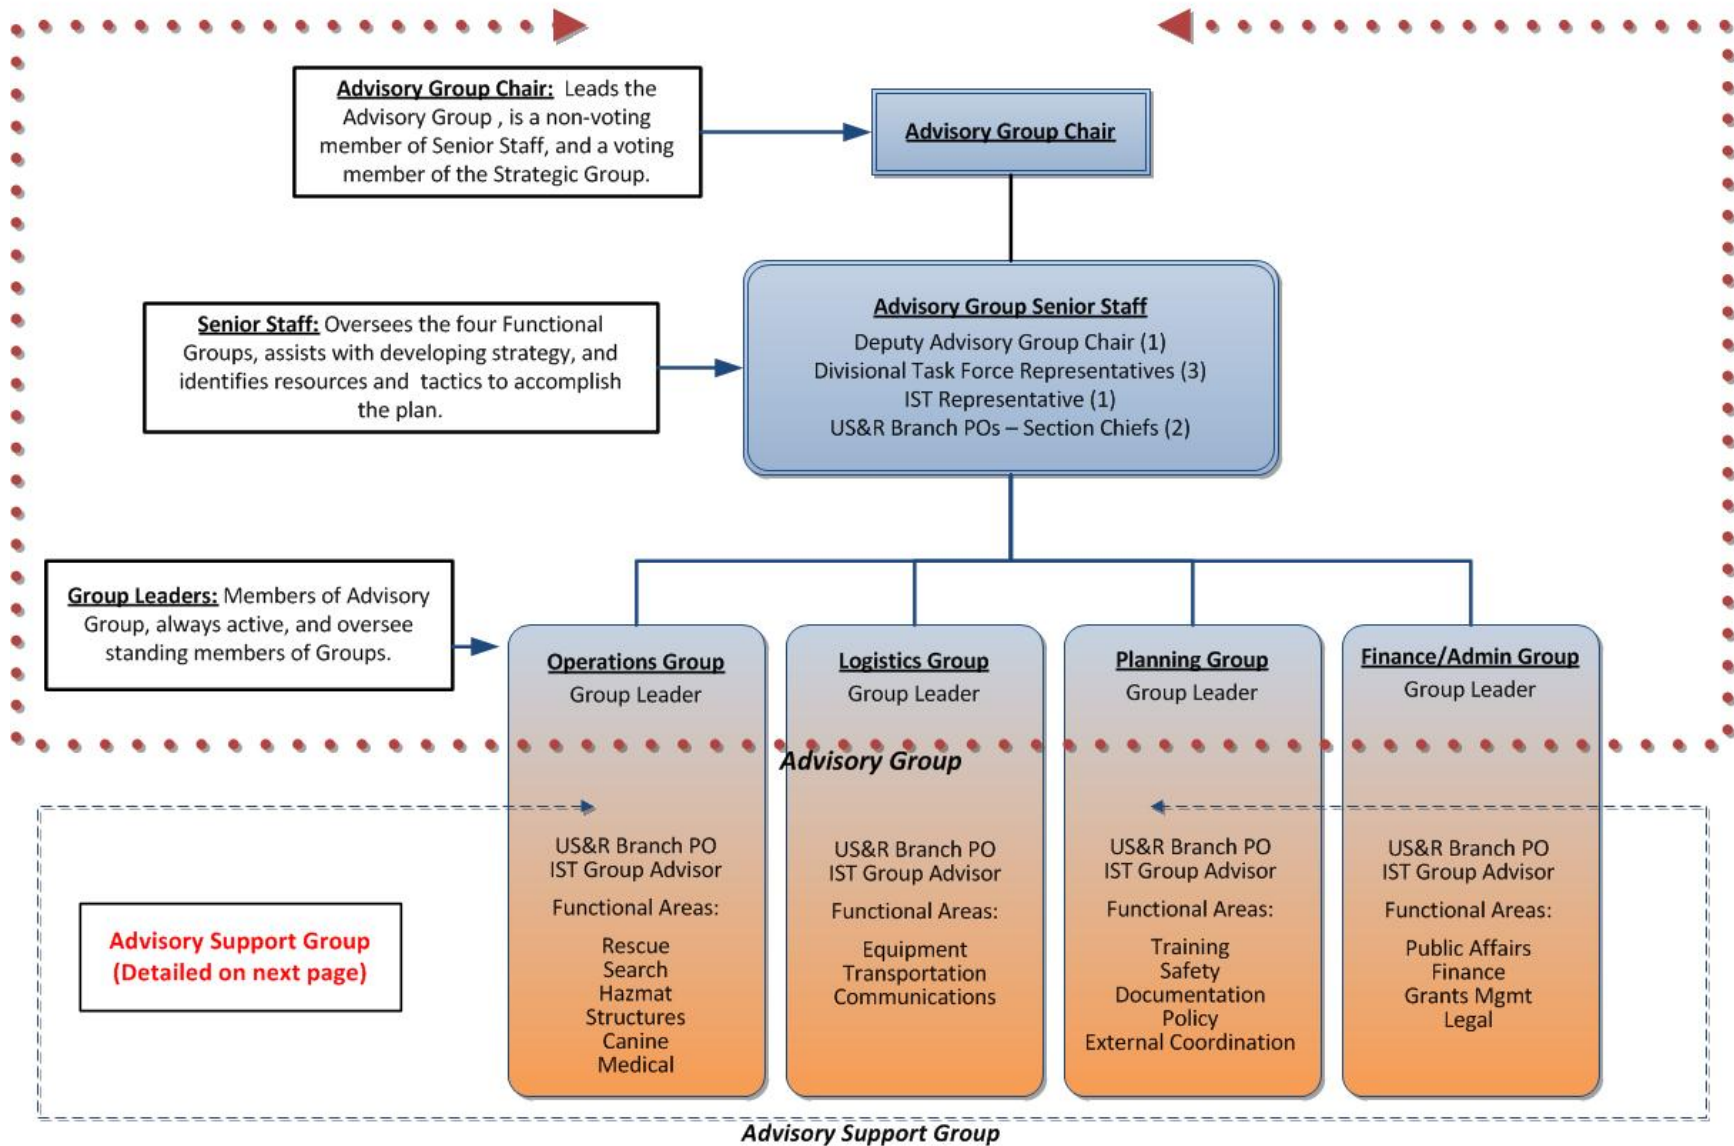 Advisory Group Chair: Leads the
Advisory Group , is a non-voting
member of Senior Staff, and a voting
member of the Strategic Group.
Advisory Group Chair
Senior Staff: Oversees the four Functional
Groups, assists with developing strategy, and
identifies resources and tactics to accomplish
the plan.
Advisory Group Senior Staff
Deputy Advisory Group Chair (1)
Divisional Task Force Representatives (3)
IST Representative (1)
US&R Branch POs – Section Chiefs (2)
Group Leaders: Members of Advisory
Group, always active, and oversee
standing members of Groups.
Operations Group
Group Leader
Logistics Group
Group Leader
Planning Group
Group Leader
Finance/Admin Group
Group Leader
Advisory Group
Advisory Support Group
(Detailed on next page)
US&R Branch PO
IST Group Advisor
Functional Areas:
Rescue
Search
Hazmat
Structures
Canine
Medical
US&R Branch PO
IST Group Advisor
Functional Areas:
Equipment
Transportation
Communications
US&R Branch PO
IST Group Advisor
Functional Areas:
Training
Safety
Documentation
Policy
External Coordination
US&R Branch PO
IST Group Advisor
Functional Areas:
Public Affairs
Finance
Grants Mgmt
Legal
Advisory Support Group